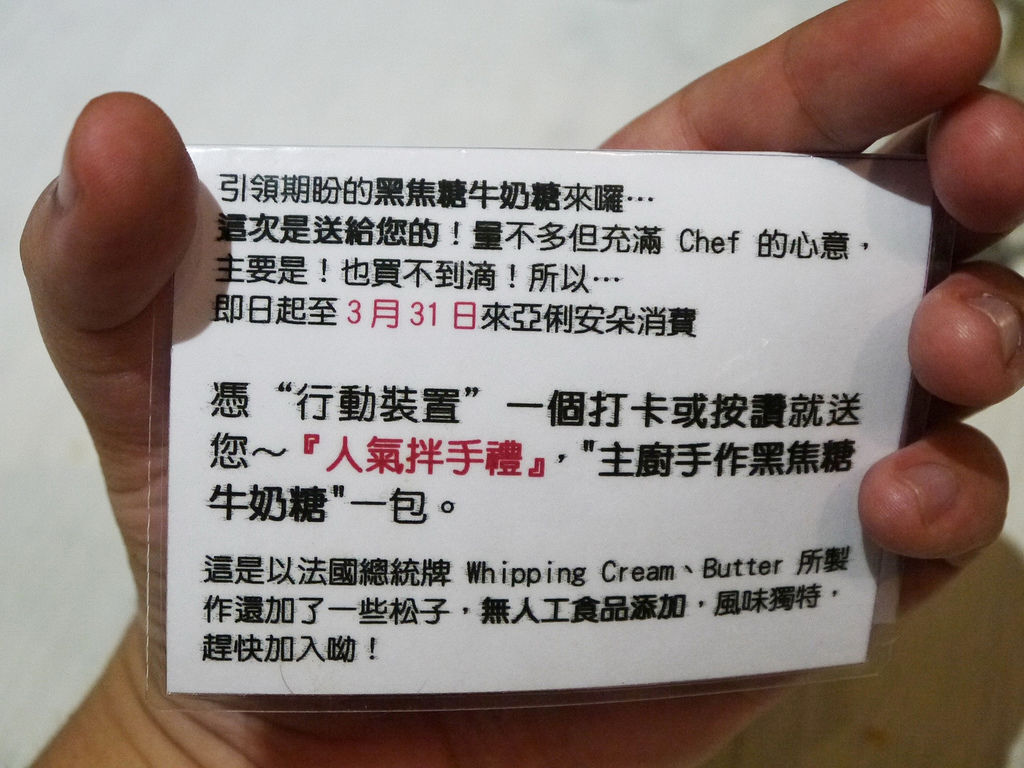 引領期盼的黑焦糖牛奶糖來囉…
這次是送給您的！量不多但充滿 Chef 的心意，
主要是！也買不到滴！所以…
即日起至 3 月 31 日來亞俐安朵消費
憑 “行動裝置” 一個打卡或按讚就送
您～『人氣拌手禮』，"主廚手作黑焦糖
牛奶糖"一包。
這是以法國總統牌 Whipping Cream、Butter 所製
作還加了一些松子，無人工食品添加，風味獨特，
趕快加入呦！